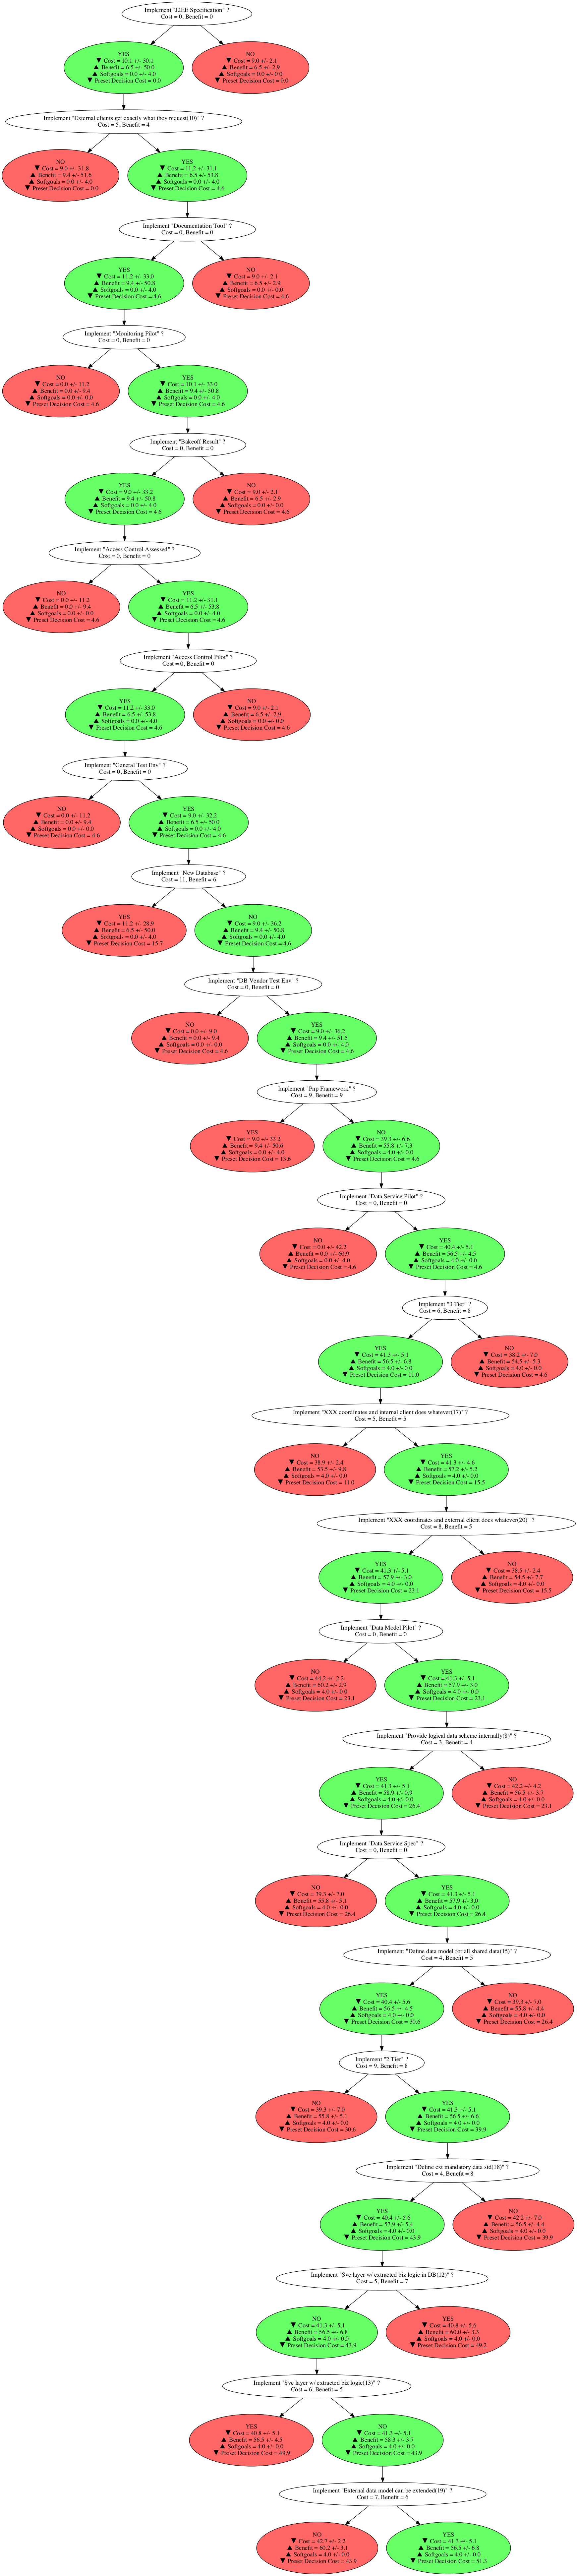 Implement "J2EE Specification" ?
Cost = 0, Benefit = 0
YES
▼ Cost = 10.1 +/- 30.1
▲ Benefit = 6.5 +/- 50.0
▲ Softgoals = 0.0 +/- 4.0
▼ Preset Decision Cost = 0.0
NO
▼ Cost = 9.0 +/- 2.1
▲ Benefit = 6.5 +/- 2.9
▲ Softgoals = 0.0 +/- 0.0
▼ Preset Decision Cost = 0.0
Implement "External clients get exactly what they request(10)" ?
Cost = 5, Benefit = 4
NO
▼ Cost = 9.0 +/- 31.8
▲ Benefit = 9.4 +/- 51.6
▲ Softgoals = 0.0 +/- 4.0
▼ Preset Decision Cost = 0.0
YES
▼ Cost = 11.2 +/- 31.1
▲ Benefit = 6.5 +/- 53.8
▲ Softgoals = 0.0 +/- 4.0
▼ Preset Decision Cost = 4.6
Implement "Documentation Tool" ?
Cost = 0, Benefit = 0
YES
▼ Cost = 11.2 +/- 33.0
▲ Benefit = 9.4 +/- 50.8
▲ Softgoals = 0.0 +/- 4.0
▼ Preset Decision Cost = 4.6
NO
▼ Cost = 9.0 +/- 2.1
▲ Benefit = 6.5 +/- 2.9
▲ Softgoals = 0.0 +/- 0.0
▼ Preset Decision Cost = 4.6
Implement "Monitoring Pilot" ?
Cost = 0, Benefit = 0
NO
▼ Cost = 0.0 +/- 11.2
▲ Benefit = 0.0 +/- 9.4
▲ Softgoals = 0.0 +/- 0.0
▼ Preset Decision Cost = 4.6
YES
▼ Cost = 10.1 +/- 33.0
▲ Benefit = 9.4 +/- 50.8
▲ Softgoals = 0.0 +/- 4.0
▼ Preset Decision Cost = 4.6
Implement "Bakeoff Result" ?
Cost = 0, Benefit = 0
YES
▼ Cost = 9.0 +/- 33.2
▲ Benefit = 9.4 +/- 50.8
▲ Softgoals = 0.0 +/- 4.0
▼ Preset Decision Cost = 4.6
NO
▼ Cost = 9.0 +/- 2.1
▲ Benefit = 6.5 +/- 2.9
▲ Softgoals = 0.0 +/- 0.0
▼ Preset Decision Cost = 4.6
Implement "Access Control Assessed" ?
Cost = 0, Benefit = 0
NO
▼ Cost = 0.0 +/- 11.2
▲ Benefit = 0.0 +/- 9.4
▲ Softgoals = 0.0 +/- 0.0
▼ Preset Decision Cost = 4.6
YES
▼ Cost = 11.2 +/- 31.1
▲ Benefit = 6.5 +/- 53.8
▲ Softgoals = 0.0 +/- 4.0
▼ Preset Decision Cost = 4.6
Implement "Access Control Pilot" ?
Cost = 0, Benefit = 0
YES
▼ Cost = 11.2 +/- 33.0
▲ Benefit = 6.5 +/- 53.8
▲ Softgoals = 0.0 +/- 4.0
▼ Preset Decision Cost = 4.6
NO
▼ Cost = 9.0 +/- 2.1
▲ Benefit = 6.5 +/- 2.9
▲ Softgoals = 0.0 +/- 0.0
▼ Preset Decision Cost = 4.6
Implement "General Test Env" ?
Cost = 0, Benefit = 0
NO
▼ Cost = 0.0 +/- 11.2
▲ Benefit = 0.0 +/- 9.4
▲ Softgoals = 0.0 +/- 0.0
▼ Preset Decision Cost = 4.6
YES
▼ Cost = 9.0 +/- 32.2
▲ Benefit = 6.5 +/- 50.0
▲ Softgoals = 0.0 +/- 4.0
▼ Preset Decision Cost = 4.6
Implement "New Database" ?
Cost = 11, Benefit = 6
YES
▼ Cost = 11.2 +/- 28.9
▲ Benefit = 6.5 +/- 50.0
▲ Softgoals = 0.0 +/- 4.0
▼ Preset Decision Cost = 15.7
NO
▼ Cost = 9.0 +/- 36.2
▲ Benefit = 9.4 +/- 50.8
▲ Softgoals = 0.0 +/- 4.0
▼ Preset Decision Cost = 4.6
Implement "DB Vendor Test Env" ?
Cost = 0, Benefit = 0
NO
▼ Cost = 0.0 +/- 9.0
▲ Benefit = 0.0 +/- 9.4
▲ Softgoals = 0.0 +/- 0.0
▼ Preset Decision Cost = 4.6
YES
▼ Cost = 9.0 +/- 36.2
▲ Benefit = 9.4 +/- 51.5
▲ Softgoals = 0.0 +/- 4.0
▼ Preset Decision Cost = 4.6
Implement "Pnp Framework" ?
Cost = 9, Benefit = 9
YES
▼ Cost = 9.0 +/- 33.2
▲ Benefit = 9.4 +/- 50.6
▲ Softgoals = 0.0 +/- 4.0
▼ Preset Decision Cost = 13.6
NO
▼ Cost = 39.3 +/- 6.6
▲ Benefit = 55.8 +/- 7.3
▲ Softgoals = 4.0 +/- 0.0
▼ Preset Decision Cost = 4.6
Implement "Data Service Pilot" ?
Cost = 0, Benefit = 0
NO
▼ Cost = 0.0 +/- 42.2
▲ Benefit = 0.0 +/- 60.9
▲ Softgoals = 0.0 +/- 4.0
▼ Preset Decision Cost = 4.6
YES
▼ Cost = 40.4 +/- 5.1
▲ Benefit = 56.5 +/- 4.5
▲ Softgoals = 4.0 +/- 0.0
▼ Preset Decision Cost = 4.6
Implement "3 Tier" ?
Cost = 6, Benefit = 8
YES
▼ Cost = 41.3 +/- 5.1
▲ Benefit = 56.5 +/- 6.8
▲ Softgoals = 4.0 +/- 0.0
▼ Preset Decision Cost = 11.0
NO
▼ Cost = 38.2 +/- 7.0
▲ Benefit = 54.5 +/- 5.3
▲ Softgoals = 4.0 +/- 0.0
▼ Preset Decision Cost = 4.6
Implement "XXX coordinates and internal client does whatever(17)" ?
Cost = 5, Benefit = 5
NO
▼ Cost = 38.9 +/- 2.4
▲ Benefit = 53.5 +/- 9.8
▲ Softgoals = 4.0 +/- 0.0
▼ Preset Decision Cost = 11.0
YES
▼ Cost = 41.3 +/- 4.6
▲ Benefit = 57.2 +/- 5.2
▲ Softgoals = 4.0 +/- 0.0
▼ Preset Decision Cost = 15.5
Implement "XXX coordinates and external client does whatever(20)" ?
Cost = 8, Benefit = 5
YES
▼ Cost = 41.3 +/- 5.1
▲ Benefit = 57.9 +/- 3.0
▲ Softgoals = 4.0 +/- 0.0
▼ Preset Decision Cost = 23.1
NO
▼ Cost = 38.5 +/- 2.4
▲ Benefit = 54.5 +/- 7.7
▲ Softgoals = 4.0 +/- 0.0
▼ Preset Decision Cost = 15.5
Implement "Data Model Pilot" ?
Cost = 0, Benefit = 0
NO
▼ Cost = 44.2 +/- 2.2
▲ Benefit = 60.2 +/- 2.9
▲ Softgoals = 4.0 +/- 0.0
▼ Preset Decision Cost = 23.1
YES
▼ Cost = 41.3 +/- 5.1
▲ Benefit = 57.9 +/- 3.0
▲ Softgoals = 4.0 +/- 0.0
▼ Preset Decision Cost = 23.1
Implement "Provide logical data scheme internally(8)" ?
Cost = 3, Benefit = 4
YES
▼ Cost = 41.3 +/- 5.1
▲ Benefit = 58.9 +/- 0.9
▲ Softgoals = 4.0 +/- 0.0
▼ Preset Decision Cost = 26.4
NO
▼ Cost = 42.2 +/- 4.2
▲ Benefit = 56.5 +/- 3.7
▲ Softgoals = 4.0 +/- 0.0
▼ Preset Decision Cost = 23.1
Implement "Data Service Spec" ?
Cost = 0, Benefit = 0
NO
▼ Cost = 39.3 +/- 7.0
▲ Benefit = 55.8 +/- 5.1
▲ Softgoals = 4.0 +/- 0.0
▼ Preset Decision Cost = 26.4
YES
▼ Cost = 41.3 +/- 5.1
▲ Benefit = 57.9 +/- 3.0
▲ Softgoals = 4.0 +/- 0.0
▼ Preset Decision Cost = 26.4
Implement "Define data model for all shared data(15)" ?
Cost = 4, Benefit = 5
YES
▼ Cost = 40.4 +/- 5.6
▲ Benefit = 56.5 +/- 4.5
▲ Softgoals = 4.0 +/- 0.0
▼ Preset Decision Cost = 30.6
NO
▼ Cost = 39.3 +/- 7.0
▲ Benefit = 55.8 +/- 4.4
▲ Softgoals = 4.0 +/- 0.0
▼ Preset Decision Cost = 26.4
Implement "2 Tier" ?
Cost = 9, Benefit = 8
NO
▼ Cost = 39.3 +/- 7.0
▲ Benefit = 55.8 +/- 5.1
▲ Softgoals = 4.0 +/- 0.0
▼ Preset Decision Cost = 30.6
YES
▼ Cost = 41.3 +/- 5.1
▲ Benefit = 56.5 +/- 6.6
▲ Softgoals = 4.0 +/- 0.0
▼ Preset Decision Cost = 39.9
Implement "Define ext mandatory data std(18)" ?
Cost = 4, Benefit = 8
YES
▼ Cost = 40.4 +/- 5.6
▲ Benefit = 57.9 +/- 5.4
▲ Softgoals = 4.0 +/- 0.0
▼ Preset Decision Cost = 43.9
NO
▼ Cost = 42.2 +/- 7.0
▲ Benefit = 56.5 +/- 4.4
▲ Softgoals = 4.0 +/- 0.0
▼ Preset Decision Cost = 39.9
Implement "Svc layer w/ extracted biz logic in DB(12)" ?
Cost = 5, Benefit = 7
NO
▼ Cost = 41.3 +/- 5.1
▲ Benefit = 56.5 +/- 6.8
▲ Softgoals = 4.0 +/- 0.0
▼ Preset Decision Cost = 43.9
YES
▼ Cost = 40.8 +/- 5.6
▲ Benefit = 60.0 +/- 3.3
▲ Softgoals = 4.0 +/- 0.0
▼ Preset Decision Cost = 49.2
Implement "Svc layer w/ extracted biz logic(13)" ?
Cost = 6, Benefit = 5
YES
▼ Cost = 40.8 +/- 5.1
▲ Benefit = 56.5 +/- 4.5
▲ Softgoals = 4.0 +/- 0.0
▼ Preset Decision Cost = 49.9
NO
▼ Cost = 41.3 +/- 5.1
▲ Benefit = 58.3 +/- 3.7
▲ Softgoals = 4.0 +/- 0.0
▼ Preset Decision Cost = 43.9
Implement "External data model can be extended(19)" ?
Cost = 7, Benefit = 6
NO
▼ Cost = 42.7 +/- 2.2
▲ Benefit = 60.2 +/- 3.1
▲ Softgoals = 4.0 +/- 0.0
▼ Preset Decision Cost = 43.9
YES
▼ Cost = 41.3 +/- 5.1
▲ Benefit = 56.5 +/- 6.8
▲ Softgoals = 4.0 +/- 0.0
▼ Preset Decision Cost = 51.3